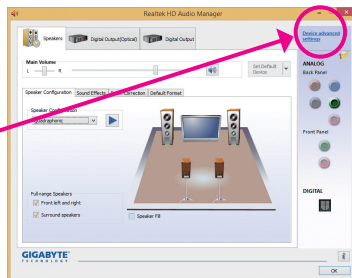 Realtek HD Audio Manager
Speakers
Digital Output(Optical)
Digital Output
Device advanced
settings
Main Volume
L
R
Set Default
Device
ANALOG
Back Panel
Speaker Configuration
Sound Effects
Correction
Default Format
Speaker Configuration
Quadraphonic
Front Panel
Full-range Speakers
Front left and right
Surround speakers
Speaker Fill
DIGITAL
GIGABYTE
TECHNOLOGY
OK